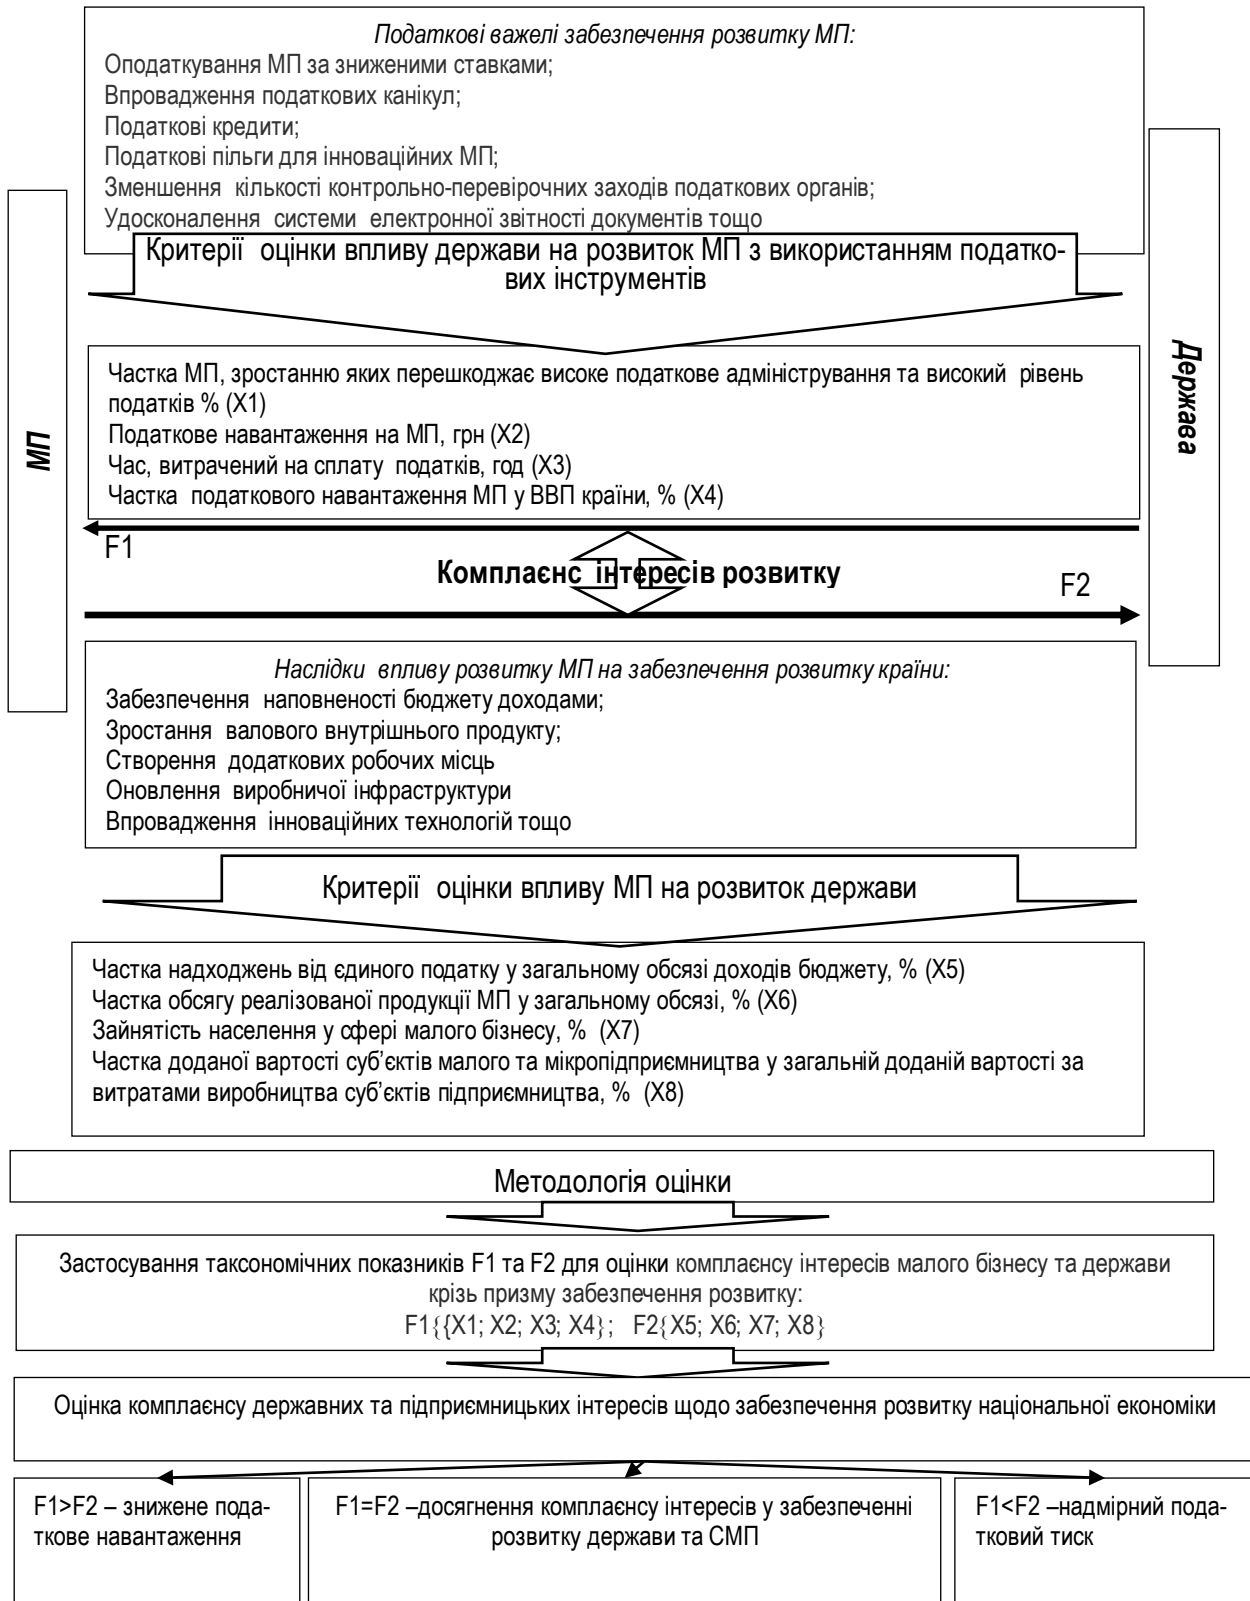 Податкові важелі забезпечення розвитку МП:
Оподаткування МП за зниженими ставками;
Впровадження податкових канікул;
Податкові кредити;
Податкові пільги для інноваційних МП;
Зменшення кількості контрольно-перевірочних заходів податкових органів;
Удосконалення системи електронної звітності документів тощо
Критерії оцінки впливу держави на розвиток МП з використанням податко-
вих інструментів
МП
Держава
Частка МП, зростанню яких перешкоджає високе податкове адміністрування та високий рівень
податків % (X1)
Податкове навантаження на МП, грн (X2)
Час, витрачений на сплату податків, год (X3)
Частка податкового навантаження МП у ВВП країни, % (X4)
F1
Комплаєнс інтересів розвитку
F2
Наслідки впливу розвитку МП на забезпечення розвитку країни:
Забезпечення наповненості бюджету доходами;
Зростання валового внутрішнього продукту;
Створення додаткових робочих місць
Оновлення виробничої інфраструктури
Впровадження інноваційних технологій тощо
Критерії оцінки впливу МП на розвиток держави
Частка надходжень від єдиного податку у загальному обсязі доходів бюджету, % (X5)
Частка обсягу реалізованої продукції МП у загальному обсязі, % (X6)
Зайнятість населення у сфері малого бізнесу, % (X7)
Частка доданої вартості суб’єктів малого та мікропідприємництва у загальній доданій вартості за
витратами виробництва суб’єктів підприємництва, % (X8)
Методологія оцінки
Застосування таксономічних показників F1 та F2 для оцінки комплаєнсу інтересів малого бізнесу та держави
крізь призму забезпечення розвитку:
F1{{X1; X2; X3; X4}; F2{X5; X6; X7; X8}
Оцінка комплаєнсу державних та підприємницьких інтересів щодо забезпечення розвитку національної економіки
F1>F2 – знижене пода-
ткове навантаження
F1=F2 –досягнення комплаєнсу інтересів у забезпеченні
розвитку держави та СМП
F1<F2 –надмірний пода-
тковий тиск